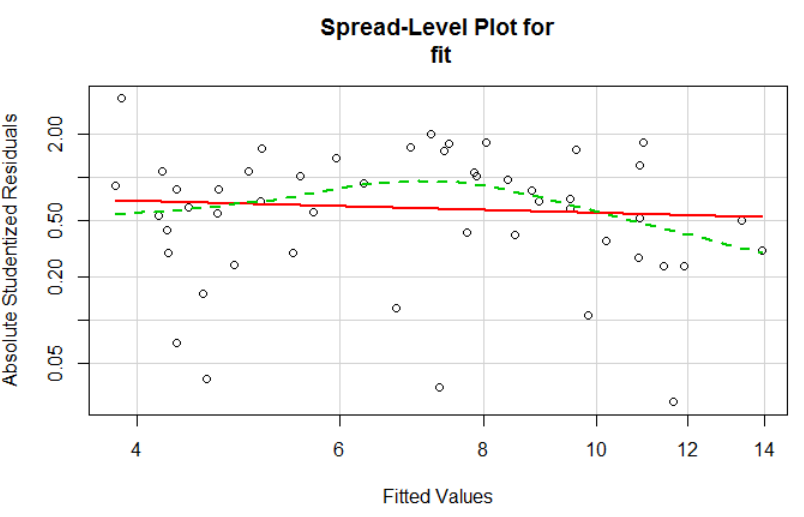 Spread-Level Plot for
fit
Absolute Studentized Residuals
2.00
0.50
0.20
0.05
4 6 8 10 12 14
Fitted Values